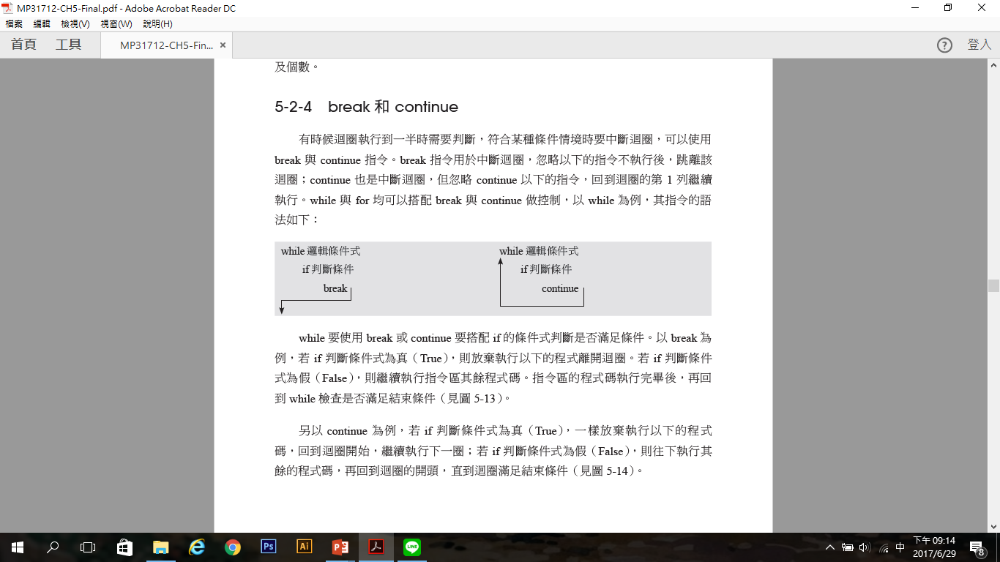 MP31712-CH5-Final.pdf - Adobe Acrobat Reader DC
檔案 編輯 檢視(V) 視窗(W) 說明(H)
首頁 工具 MP31712-CH5-Fin... × ? 登入
及個數。
5-2-4 break 和 continue
有時候迴圈執行到一半時需要判斷，符合某種條件情境時要中斷迴圈，可以使用
break 與 continue 指令。break 指令用於中斷迴圈，忽略以下的指令不執行後，跳離該
迴圈；continue 也是中斷迴圈，但忽略 continue 以下的指令，回到迴圈的第 1 列繼續
執行。while 與 for 均可以搭配 break 與 continue 做控制，以 while 為例，其指令的語
法如下：
while 邏輯條件式
if 判斷條件
break
while 邏輯條件式
if 判斷條件
continue
while 要使用 break 或 continue 要搭配 if 的條件式判斷是否滿足條件。以 break 為
例，若 if 判斷條件式為真（True），則放棄執行以下的程式離開迴圈。若 if 判斷條件
式為假（False），則繼續執行指令區其餘程式碼。指令區的程式碼執行完畢後，再回
到 while 檢查是否滿足結束條件（見圖 5-13）。
另以 continue 為例，若 if 判斷條件式為真（True），一樣放棄執行以下的程式
碼，回到迴圈開始，繼續執行下一圈；若 if 判斷條件式為假（False），則往下執行其
餘的程式碼，再回到迴圈的開頭，直到迴圈滿足結束條件（見圖 5-14）。
Ps Ai LINE 中 下午 09:14
2017/6/29 8